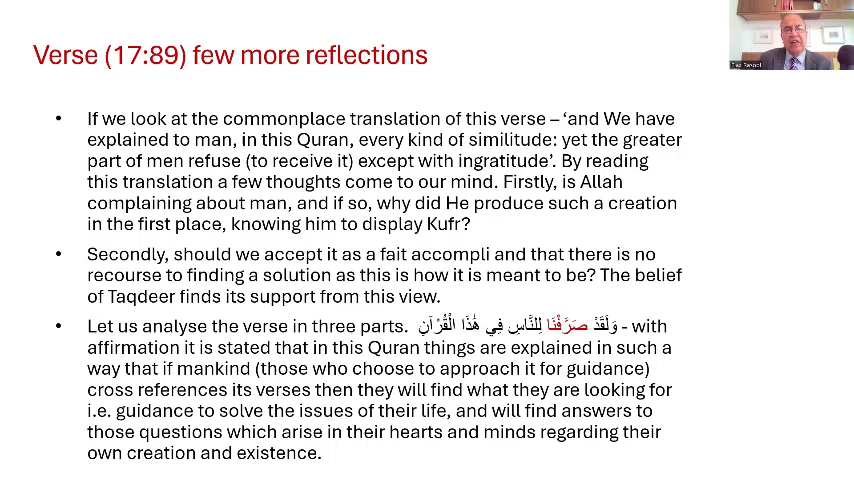 Verse (17:89) few more reflections
• If we look at the commonplace translation of this verse – ‘and We have
explained to man, in this Quran, every kind of similitude: yet the greater
part of men refuse (to receive it) except with ingratitude’. By reading
this translation a few thoughts come to our mind. Firstly, is Allah
complaining about man, and if so, why did He produce such a creation
in the first place, knowing him to display Kufr?
• Secondly, should we accept it as a fait accompli and that there is no
recourse to finding a solution as this is how it is meant to be? The belief
of Taqdeer finds its support from this view.
• Let us analyse the verse in three parts. وَلَقَدْ صَرَّفْنَا لِلنَّاسِ فِي هَٰذَا الْقُرْآنِ - with
affirmation it is stated that in this Quran things are explained in such a
way that if mankind (those who choose to approach it for guidance)
cross references its verses then they will find what they are looking for
i.e. guidance to solve the issues of their life, and will find answers to
those questions which arise in their hearts and minds regarding their
own creation and existence.